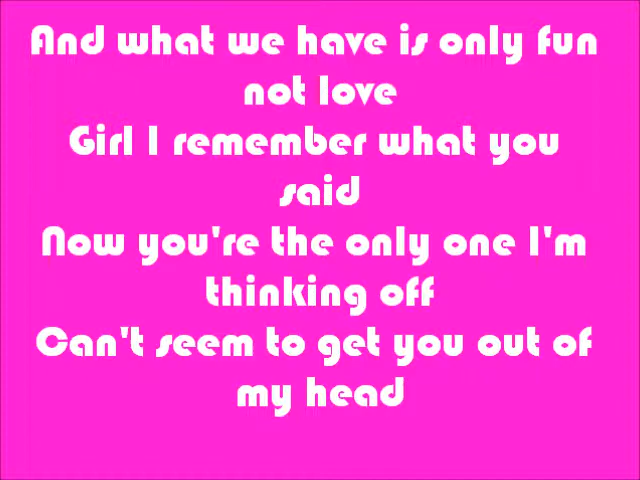 And what we have is only fun
not love
Girl I remember what you
said
Now you're the only one I'm
thinking off
Can't seem to get you out of
my head